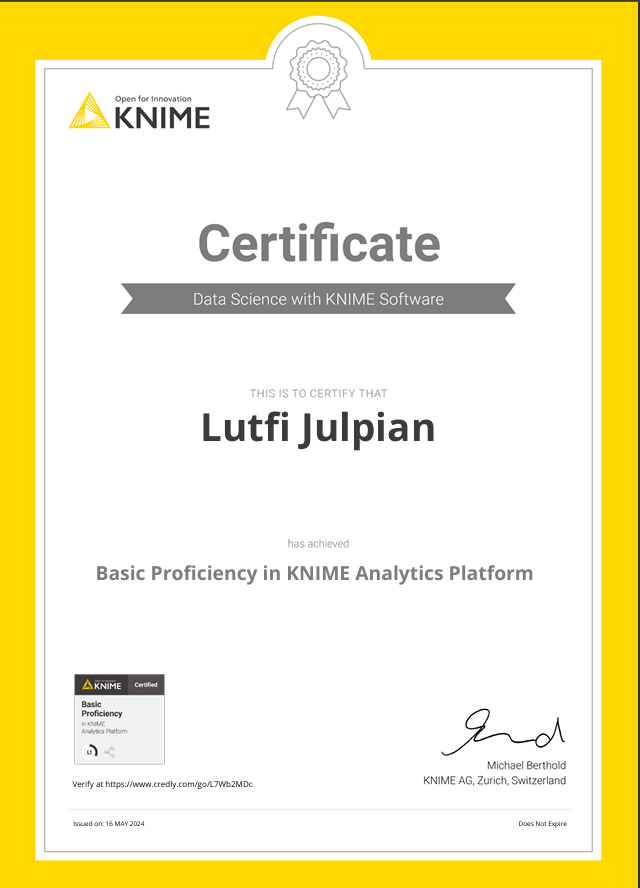 Open for Innovation
KNIME
Certificate
Data Science with KNIME Software
THIS IS TO CERTIFY THAT
Lutfi Julpian
has achieved
Basic Proficiency in KNIME Analytics Platform
KNIME
Certified
Basic
Proficiency
in KNIME
Analytics Platform
L1
Verify at https://www.credly.com/go/L7Wb2MDc
Michael Berthold
KNIME AG, Zurich, Switzerland
Issued on: 16 MAY 2024
Does Not Expire